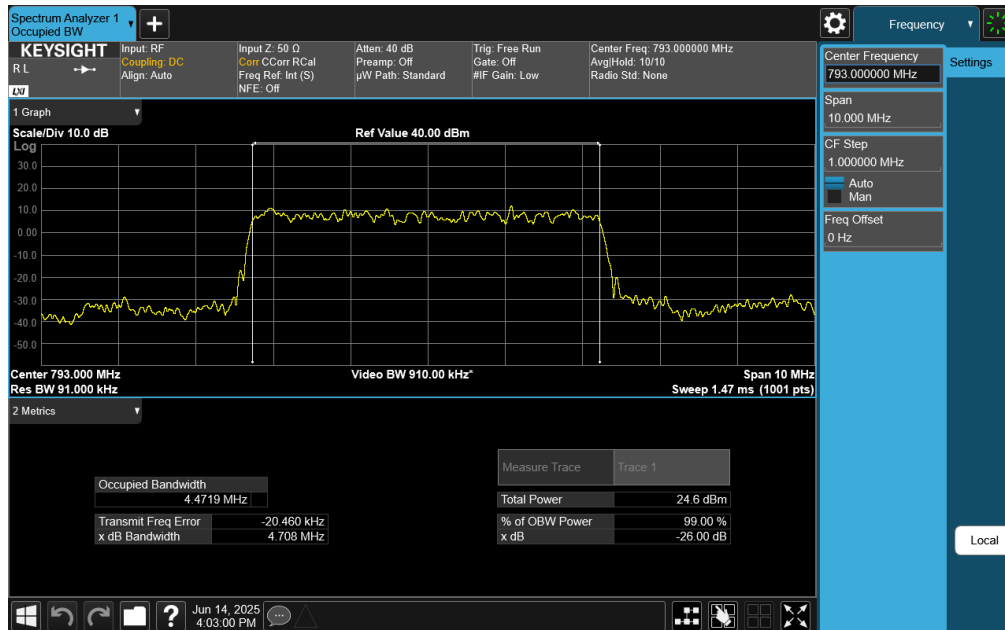 Spectrum Analyzer 1
Occupied BW
+
Frequency
KEYSIGHT
R L
LXI
Input: RF
Coupling: DC
Align: Auto
Input Z: 50 Ω
Corr CCorr RCal
Freq Ref: Int (S)
NFE: Off
Atten: 40 dB
Preamp: Off
µW Path: Standard
Trig: Free Run
Gate: Off
#IF Gain: Low
Center Freq: 793.000000 MHz
Avg|Hold: 10/10
Radio Std: None
Center Frequency
793.000000 MHz
Settings
Span
10.000 MHz
CF Step
1.000000 MHz
Auto
Man
Freq Offset
0 Hz
Local
1 Graph
Scale/Div 10.0 dB
Ref Value 40.00 dBm
Log
30.0
20.0
10.0
0.00
-10.0
-20.0
-30.0
-40.0
-50.0
Center 793.000 MHz
Video BW 910.00 kHz*
Span 10 MHz
Res BW 91.000 kHz
Sweep 1.47 ms (1001 pts)
2 Metrics
Measure Trace
Trace 1
Occupied Bandwidth
4.4719 MHz
Total Power
24.6 dBm
Transmit Freq Error
-20.460 kHz
% of OBW Power
99.00 %
x dB Bandwidth
4.708 MHz
x dB
-26.00 dB
?
Jun 14, 2025
4:03:00 PM